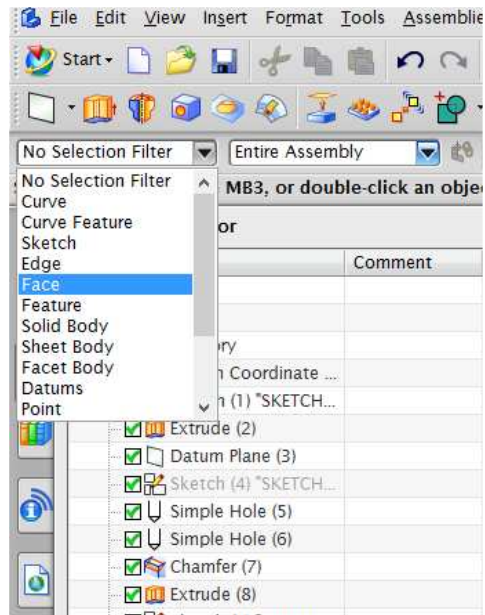 File Edit View Insert Format Tools Assemblie
Start
No Selection Filter Entire Assembly
No Selection Filter MB3, or double-click an obje
Curve
Curve Feature or
Sketch
Edge Comment
Face
Feature
Solid Body
Sheet Body ry
Facet Body Coordinate ...
Datums (1) "SKETCH...
Point
Extrude (2)
Datum Plane (3)
Sketch (4) "SKETCH...
Simple Hole (5)
Simple Hole (6)
Chamfer (7)
Extrude (8)